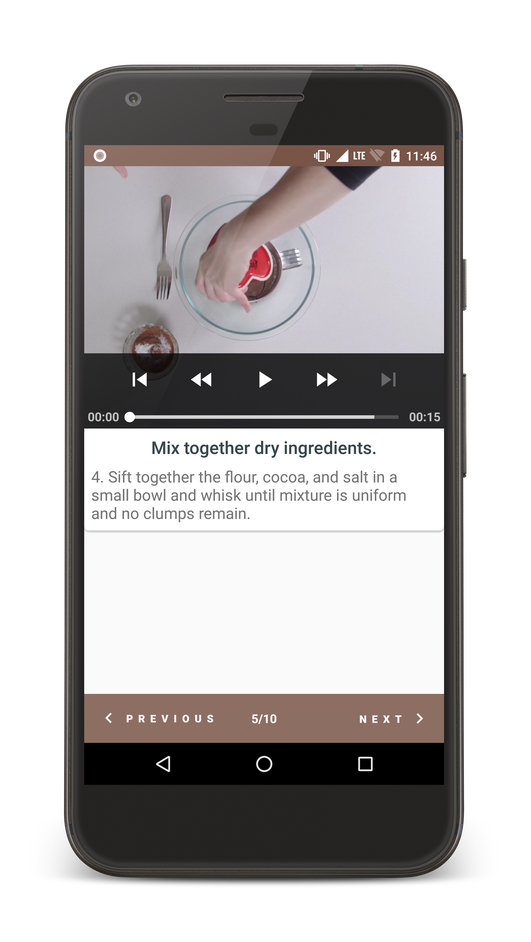 LTE 11:46
00:00 00:15
Mix together dry ingredients.
4. Sift together the flour, cocoa, and salt in a
small bowl and whisk until mixture is uniform
and no clumps remain.
PREVIOUS 5/10 NEXT